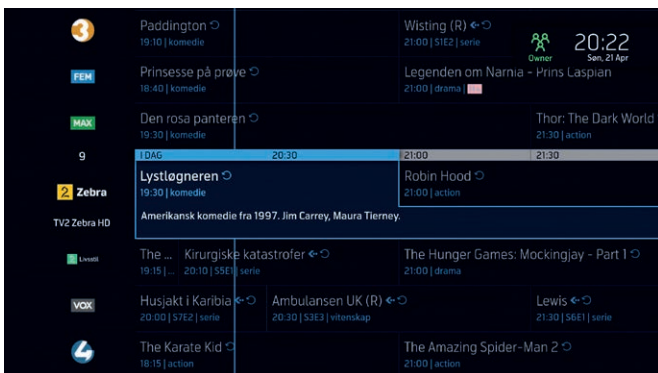 3
Paddington
19:10 | komedie
Wisting (R)
21:00 | S1E2 | serie
Owner
20:22
Søn, 21 Apr
FEM
Prinsesse på prøve
18:40 | komedie
Legenden om Narnia - Prins Caspian
21:00 | drama |
MAX
Den rosa panteren
19:30 | komedie
Thor: The Dark World
21:30 | action
9
I DAG
20:30
21:00
21:30
2 Zebra
TV2 Zebra HD
Lystløgneren
19:30 | komedie
Robin Hood
21:00 | action
Amerikansk komedie fra 1997. Jim Carrey, Maura Tierney.
Livsstil
The ...
19:15 | ...
Kirurgiske katastrofer
20:10 | S5E1 | serie
The Hunger Games: Mockingjay - Part 1
21:00 | drama
VOX
Husjakt i Karibia
20:00 | S7E2 | serie
Ambulansen UK (R)
20:30 | S3E3 | vitenskap
Lewis
21:30 | S6E1 | serie
4
The Karate Kid
18:15 | action
The Amazing Spider-Man 2
21:00 | action